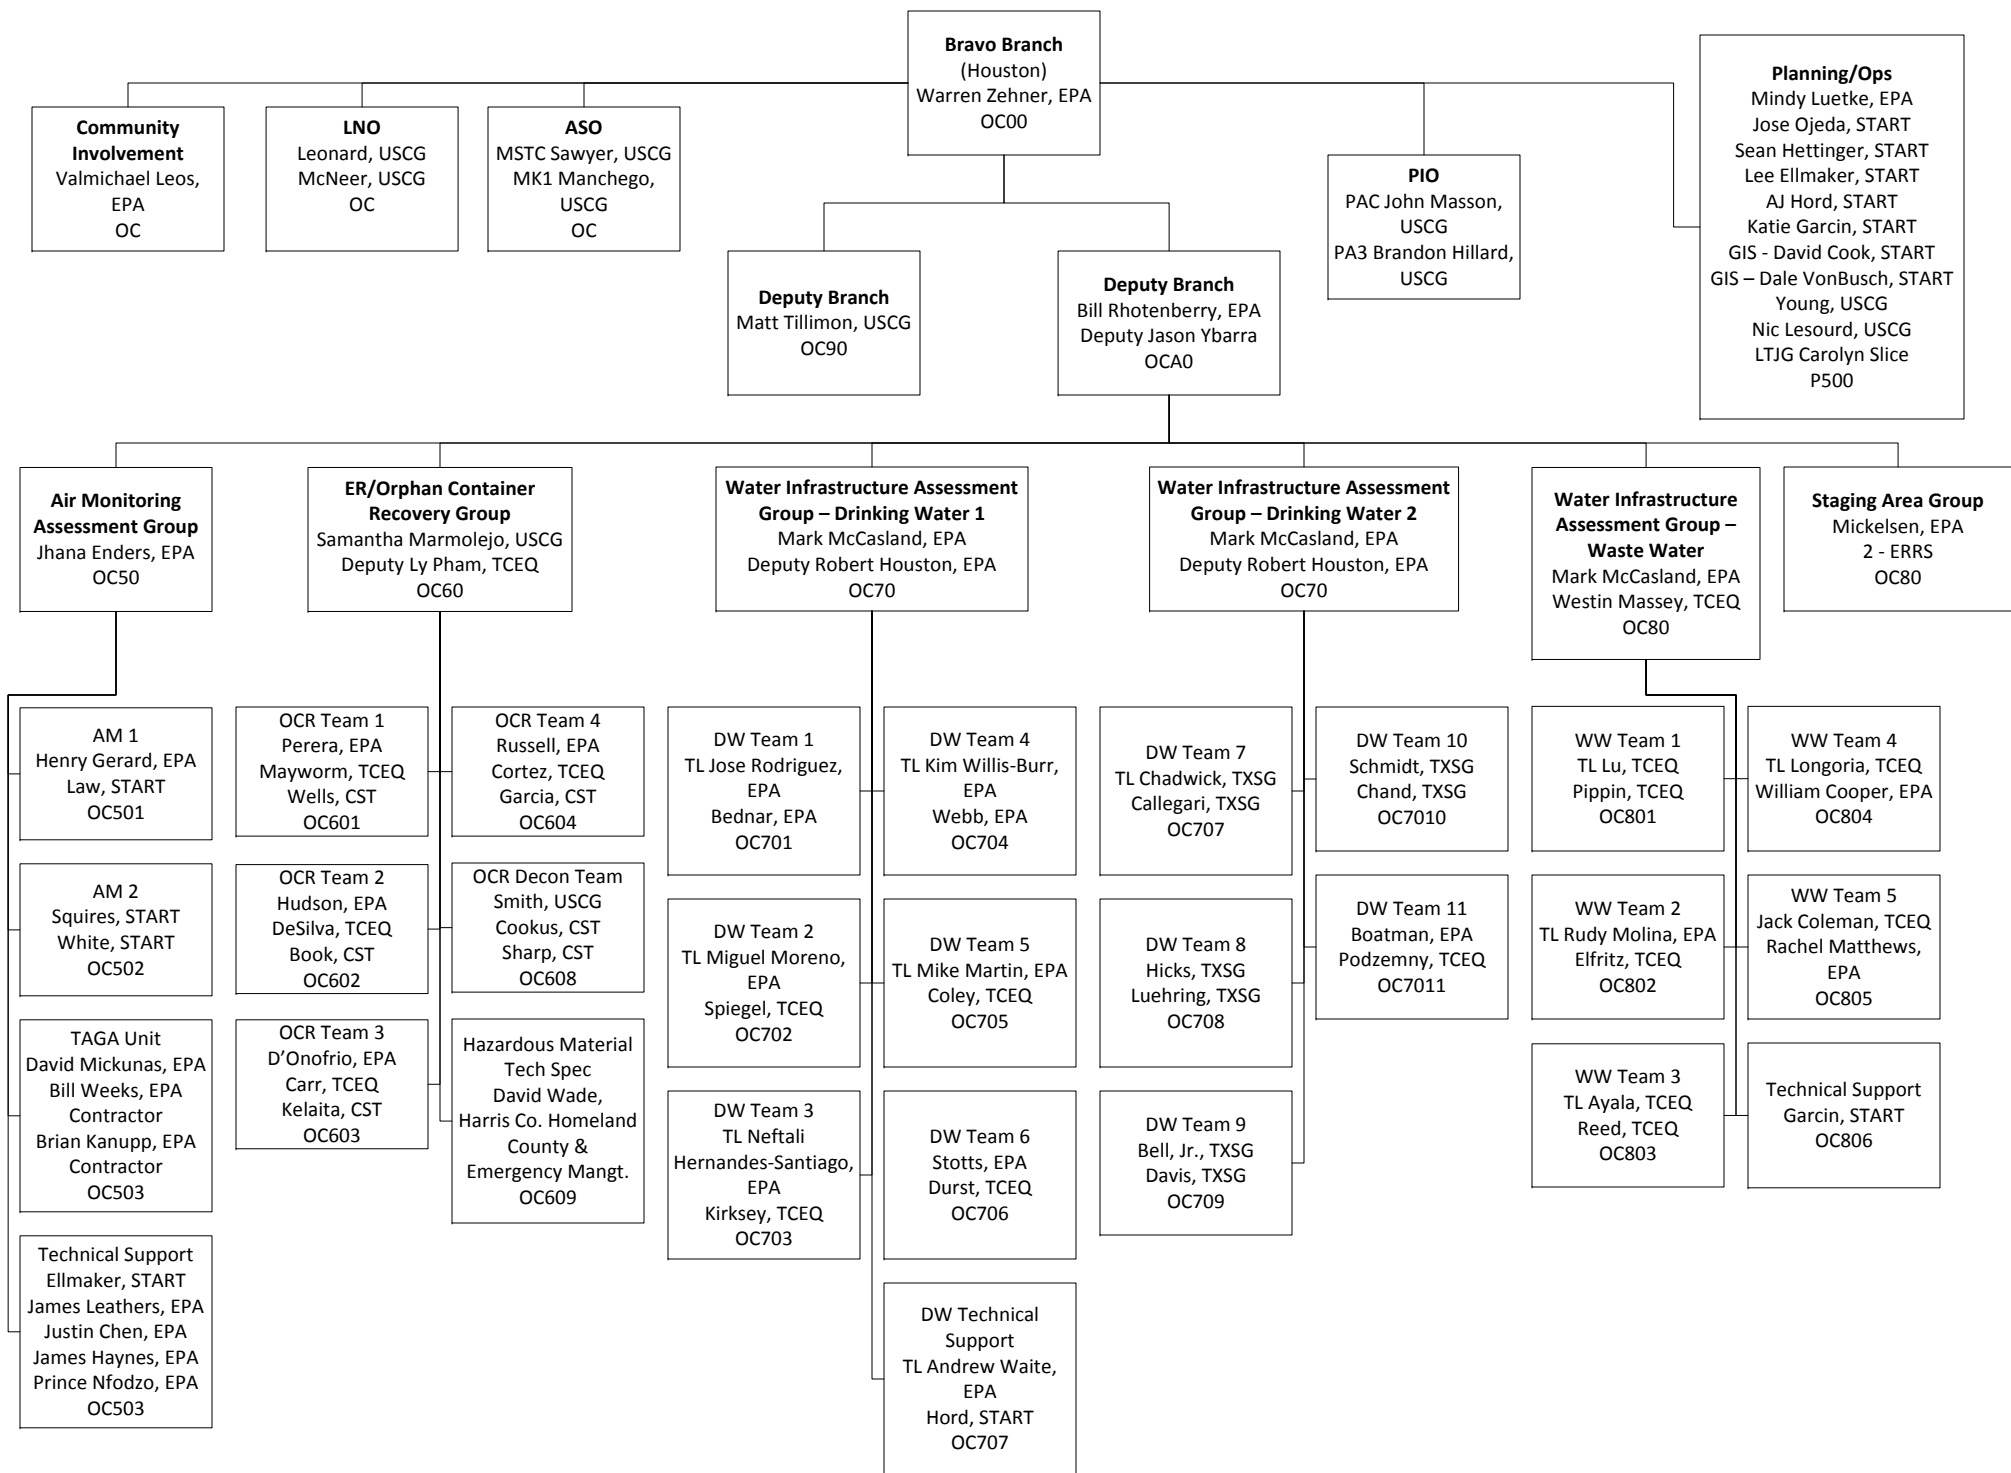 Bravo Branch
(Houston)
Warren Zehner, EPA
OC00
Planning/Ops
Mindy Luetke, EPA
Jose Ojeda, START
Sean Hettinger, START
Lee Ellmaker, START
AJ Hord, START
Katie Garcin, START
GIS - David Cook, START
GIS – Dale VonBusch, START
Young, USCG
Nic Lesourd, USCG
LTJG Carolyn Slice
P500
Community
Involvement
Valmichael Leos,
EPA
OC
LNO
Leonard, USCG
McNeer, USCG
OC
ASO
MSTC Sawyer, USCG
MK1 Manchego,
USCG
OC
PIO
PAC John Masson,
USCG
PA3 Brandon Hillard,
USCG
Deputy Branch
Matt Tillimon, USCG
OC90
Deputy Branch
Bill Rhotenberry, EPA
Deputy Jason Ybarra
OCA0
Air Monitoring
Assessment Group
Jhana Enders, EPA
OC50
ER/Orphan Container
Recovery Group
Samantha Marmolejo, USCG
Deputy Ly Pham, TCEQ
OC60
Water Infrastructure Assessment
Group – Drinking Water 1
Mark McCasland, EPA
Deputy Robert Houston, EPA
OC70
Water Infrastructure Assessment
Group – Drinking Water 2
Mark McCasland, EPA
Deputy Robert Houston, EPA
OC70
Water Infrastructure
Assessment Group –
Waste Water
Mark McCasland, EPA
Westin Massey, TCEQ
OC80
Staging Area Group
Mickelsen, EPA
2 - ERRS
OC80
AM 1
Henry Gerard, EPA
Law, START
OC501
AM 2
Squires, START
White, START
OC502
TAGA Unit
David Mickunas, EPA
Bill Weeks, EPA
Contractor
Brian Kanupp, EPA
Contractor
OC503
Technical Support
Ellmaker, START
James Leathers, EPA
Justin Chen, EPA
James Haynes, EPA
Prince Nfodzo, EPA
OC503
OCR Team 1
Perera, EPA
Mayworm, TCEQ
Wells, CST
OC601
OCR Team 2
Hudson, EPA
DeSilva, TCEQ
Book, CST
OC602
OCR Team 3
D’Onofrio, EPA
Carr, TCEQ
Kelaita, CST
OC603
OCR Team 4
Russell, EPA
Cortez, TCEQ
Garcia, CST
OC604
OCR Decon Team
Smith, USCG
Cookus, CST
Sharp, CST
OC608
Hazardous Material
Tech Spec
David Wade,
Harris Co. Homeland
County &
Emergency Mangt.
OC609
DW Team 1
TL Jose Rodriguez,
EPA
Bednar, EPA
OC701
DW Team 2
TL Miguel Moreno,
EPA
Spiegel, TCEQ
OC702
DW Team 3
TL Neftali
Hernandes-Santiago,
EPA
Kirksey, TCEQ
OC703
DW Team 4
TL Kim Willis-Burr,
EPA
Webb, EPA
OC704
DW Team 5
TL Mike Martin, EPA
Coley, TCEQ
OC705
DW Team 6
Stotts, EPA
Durst, TCEQ
OC706
DW Technical
Support
TL Andrew Waite,
EPA
Hord, START
OC707
DW Team 7
TL Chadwick, TXSG
Callegari, TXSG
OC707
DW Team 8
Hicks, TXSG
Luehring, TXSG
OC708
DW Team 9
Bell, Jr., TXSG
Davis, TXSG
OC709
DW Team 10
Schmidt, TXSG
Chand, TXSG
OC7010
DW Team 11
Boatman, EPA
Podzemny, TCEQ
OC7011
WW Team 1
TL Lu, TCEQ
Pippin, TCEQ
OC801
WW Team 2
TL Rudy Molina, EPA
Elfritz, TCEQ
OC802
WW Team 3
TL Ayala, TCEQ
Reed, TCEQ
OC803
WW Team 4
TL Longoria, TCEQ
William Cooper, EPA
OC804
WW Team 5
Jack Coleman, TCEQ
Rachel Matthews,
EPA
OC805
Technical Support
Garcin, START
OC806